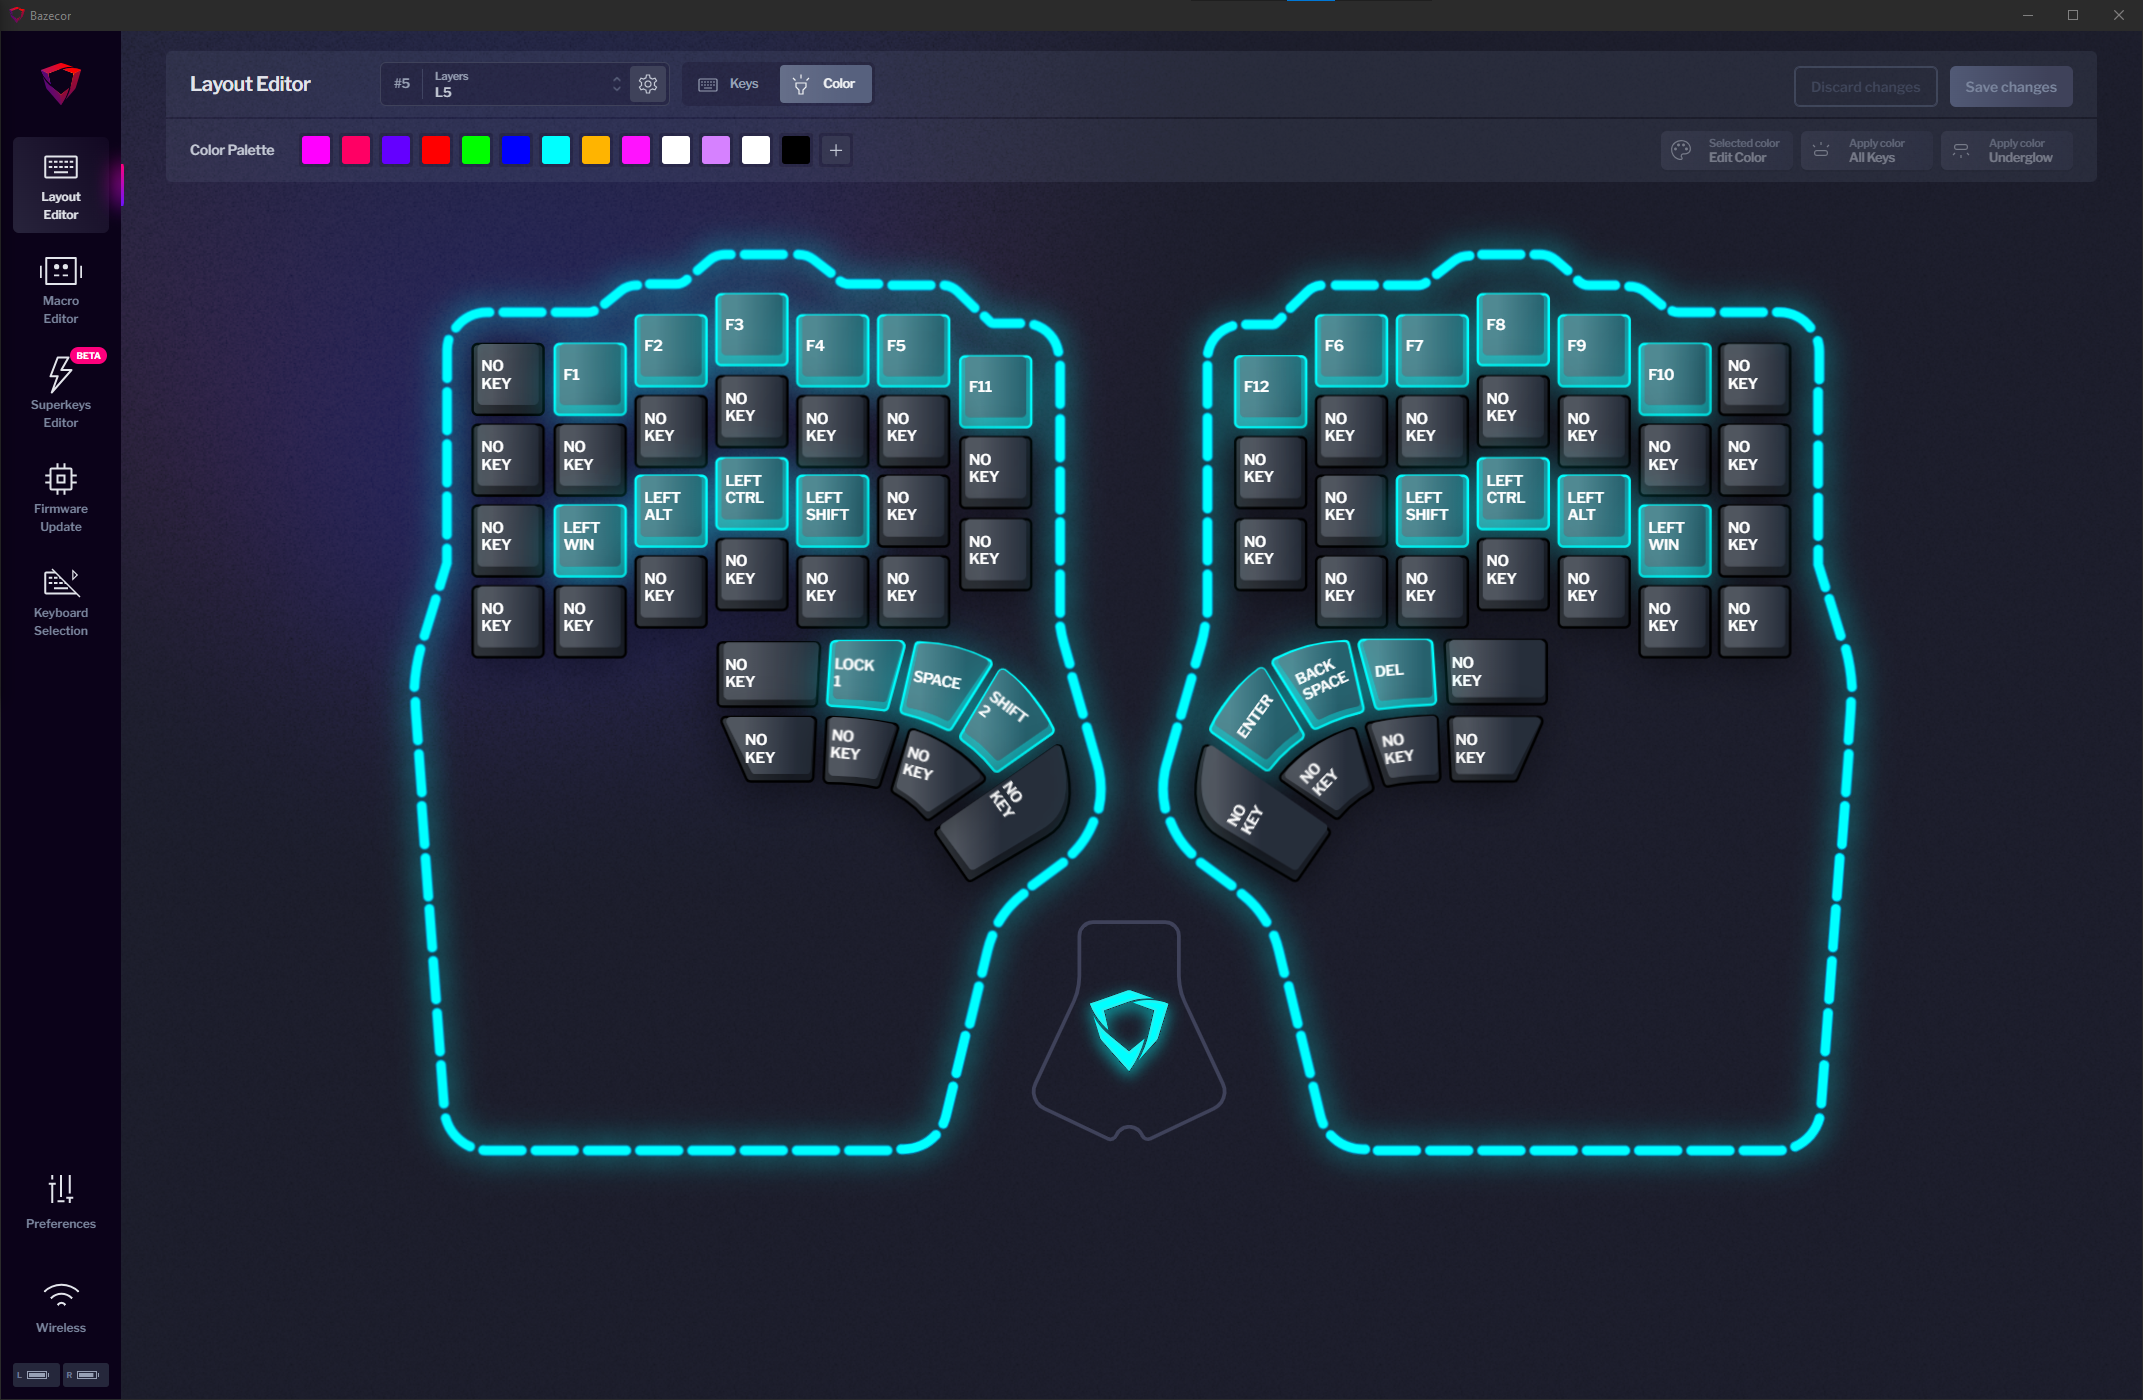 Bazecor
Layout Editor
#5
Layers
L5
Keys
Color
Discard changes
Save changes
Color Palette
+
Selected color
Edit Color
Apply color
All Keys
Apply color
Underglow
Layout
Editor
Macro
Editor
BETA
Superkeys
Editor
Firmware
Update
Keyboard
Selection
Preferences
Wireless
L
R
NO
KEY
F1
F2
F3
F4
F5
F11
NO
KEY
NO
KEY
NO
KEY
NO
KEY
NO
KEY
NO
KEY
NO
KEY
NO
KEY
LEFT
WIN
LEFT
ALT
LEFT
CTRL
LEFT
SHIFT
NO
KEY
NO
KEY
NO
KEY
NO
KEY
NO
KEY
NO
KEY
NO
KEY
NO
KEY
NO
KEY
LOCK
1
SPACE
SHIFT
2
NO
KEY
NO
KEY
NO
KEY
NO
KEY
F12
F6
F7
F8
F9
F10
NO
KEY
NO
KEY
NO
KEY
NO
KEY
NO
KEY
NO
KEY
NO
KEY
NO
KEY
NO
KEY
NO
KEY
LEFT
SHIFT
LEFT
CTRL
LEFT
ALT
LEFT
WIN
NO
KEY
NO
KEY
NO
KEY
NO
KEY
NO
KEY
NO
KEY
NO
KEY
ENTER
BACK
SPACE
DEL
NO
KEY
NO
KEY
NO
KEY
NO
KEY
NO
KEY